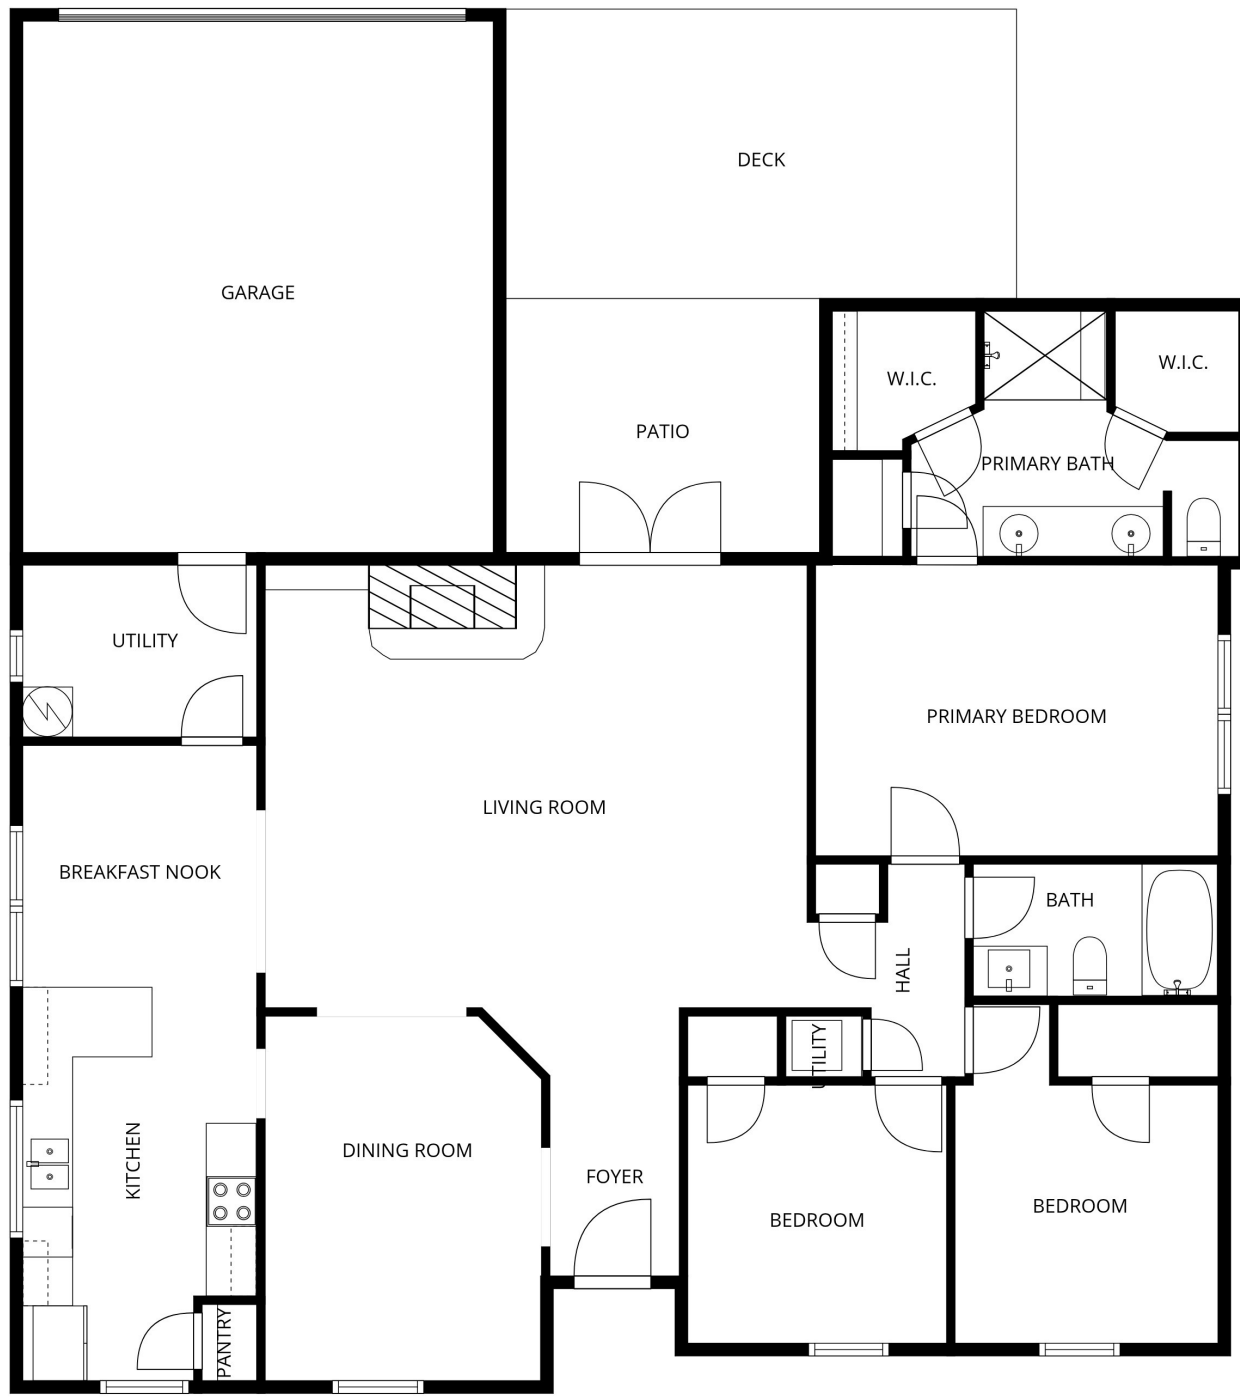 DECK
GARAGE
W.I.C.
W.I.C.
PATIO
PRIMARY BATH
UTILITY
PRIMARY BEDROOM
LIVING ROOM
BREAKFAST NOOK
BATH
HALL
UTILITY
DINING ROOM
KITCHEN
FOYER
BEDROOM
BEDROOM
PANTRY